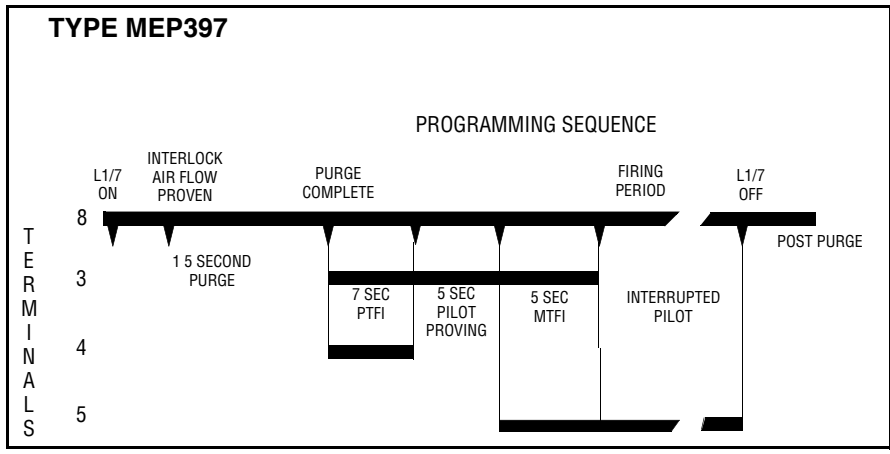 TYPE MEP397
PROGRAMMING SEQUENCE
L1/7
ON
INTERLOCK
AIR FLOW
PROVEN
PURGE
COMPLETE
FIRING
PERIOD
L1/7
OFF
8
1 5 SECOND
PURGE
POST PURGE
TERMINALS
3
7 SEC
PTFI
5 SEC
PILOT
PROVING
5 SEC
MTFI
INTERRUPTED
PILOT
4
5